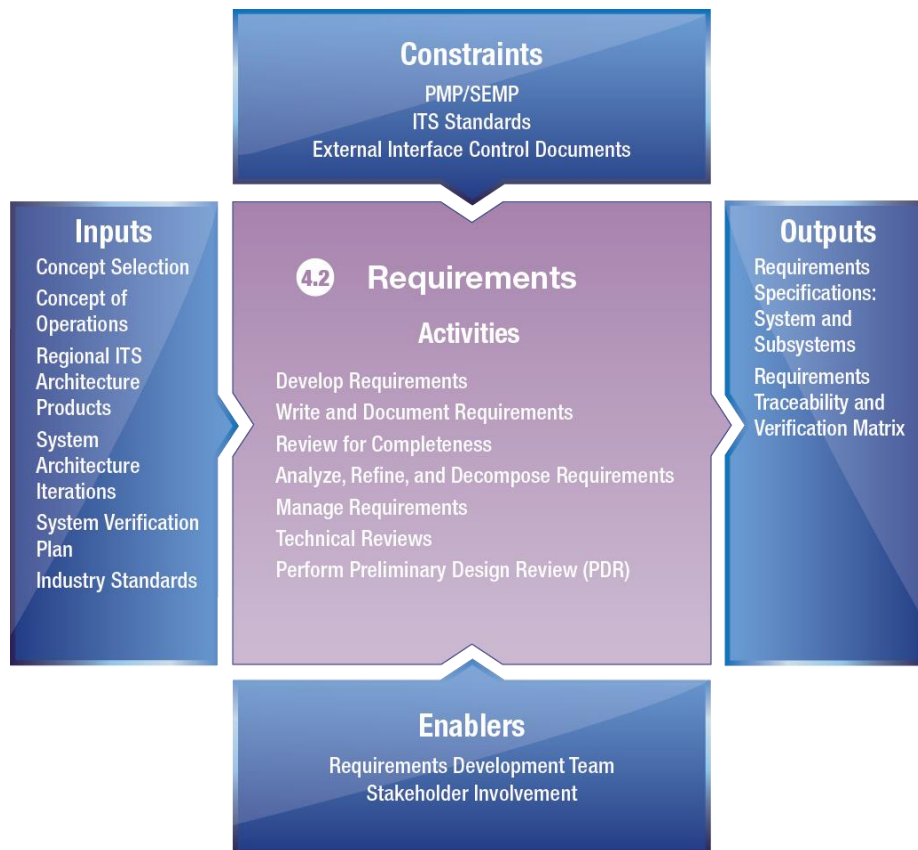 Constraints
PMP/SEMP
ITS Standards
External Interface Control Documents
Inputs
Concept Selection
Concept of
Operations
Regional ITS
Architecture
Products
System
Architecture
Iterations
System Verification
Plan
Industry Standards
4.2 Requirements
Activities
Develop Requirements
Write and Document Requirements
Review for Completeness
Analyze, Refine, and Decompose Requirements
Manage Requirements
Technical Reviews
Perform Preliminary Design Review (PDR)
Outputs
Requirements
Specifications:
System and
Subsystems
Requirements
Traceability and
Verification Matrix
Enablers
Requirements Development Team
Stakeholder Involvement